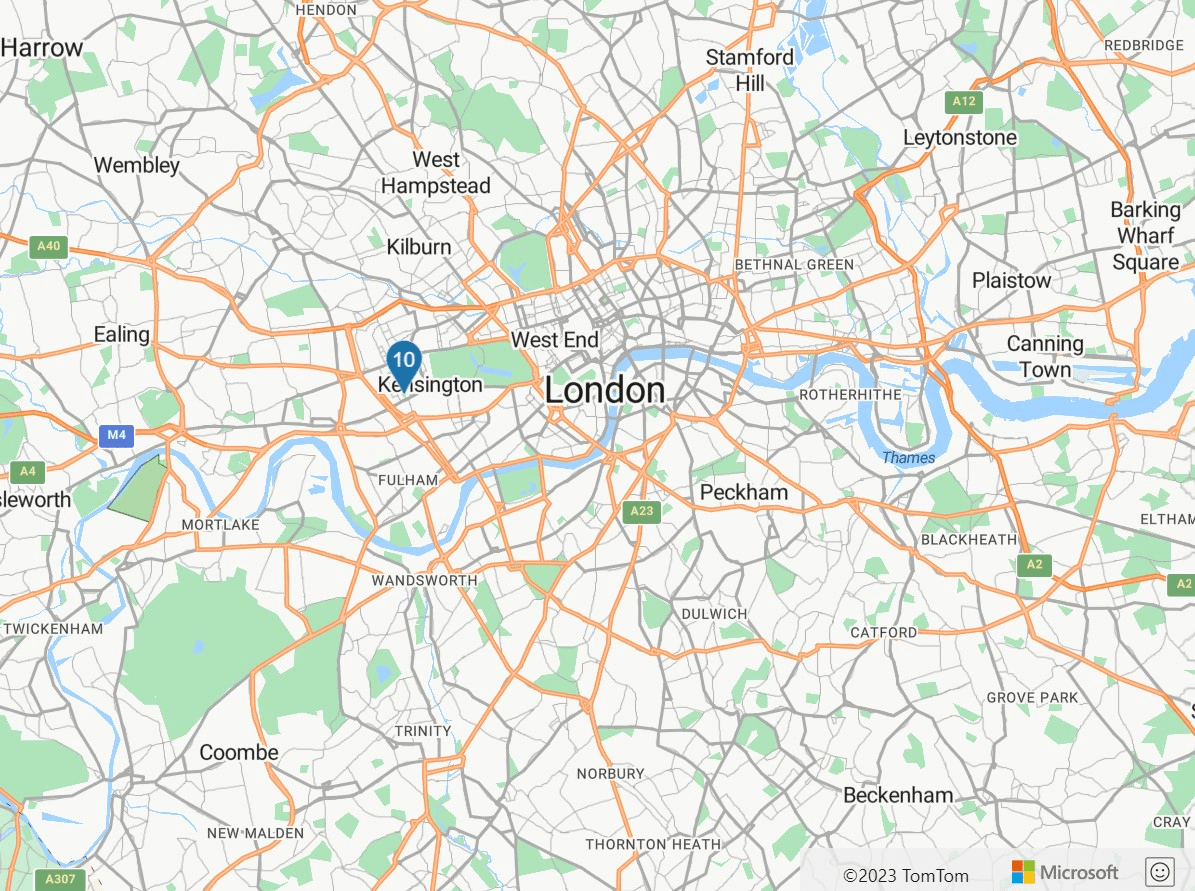 HENDON
Harrow
REDBRIDGE
Stamford
Hill
A12
Leytonstone
West
Hampstead
Wembley
Barking
Wharf
Square
A40
Kilburn
BETHNAL GREEN
Plaistow
Ealing
West End
Canning
Town
10
Kensington
London
ROTHERHITHE
M4
Thames
A4
FULHAM
sleworth
Peckham
A23
MORTLAKE
ELTHAM
BLACKHEATH
A2
WANDSWORTH
A2
DULWICH
TWICKENHAM
CATFORD
GROVE PARK
S
TRINITY
Coombe
NORBURY
Beckenham
CRAY
NEW MALDEN
THORNTON HEATH
©2023 TomTom
Microsoft
A307